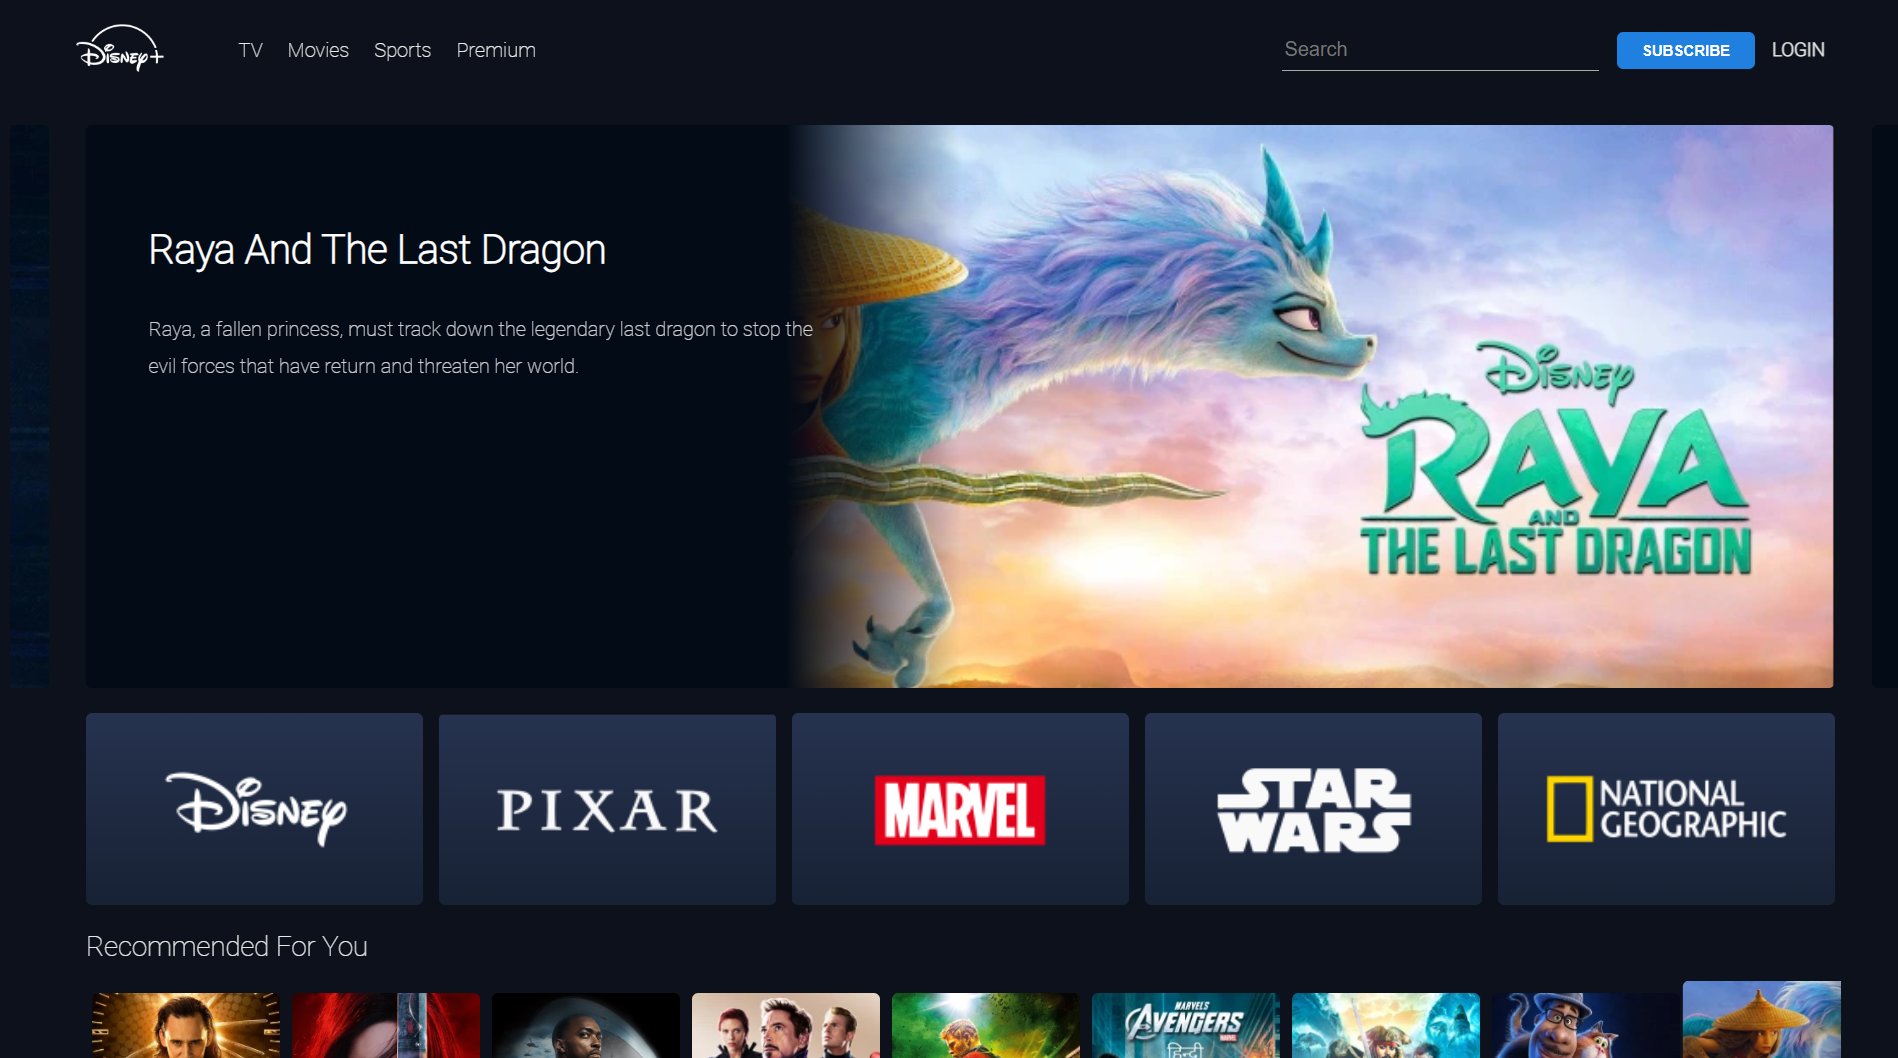 Disney+
TV
Movies
Sports
Premium
Search
SUBSCRIBE
LOGIN
Raya And The Last Dragon
Raya, a fallen princess, must track down the legendary last dragon to stop the
evil forces that have return and threaten her world.
Disney
RAYA
AND
THE LAST DRAGON
Disney
PIXAR
MARVEL
STAR
WARS
NATIONAL
GEOGRAPHIC
Recommended For You
MARVEL'S
AVENGERS
MARVEL
हिन्दी